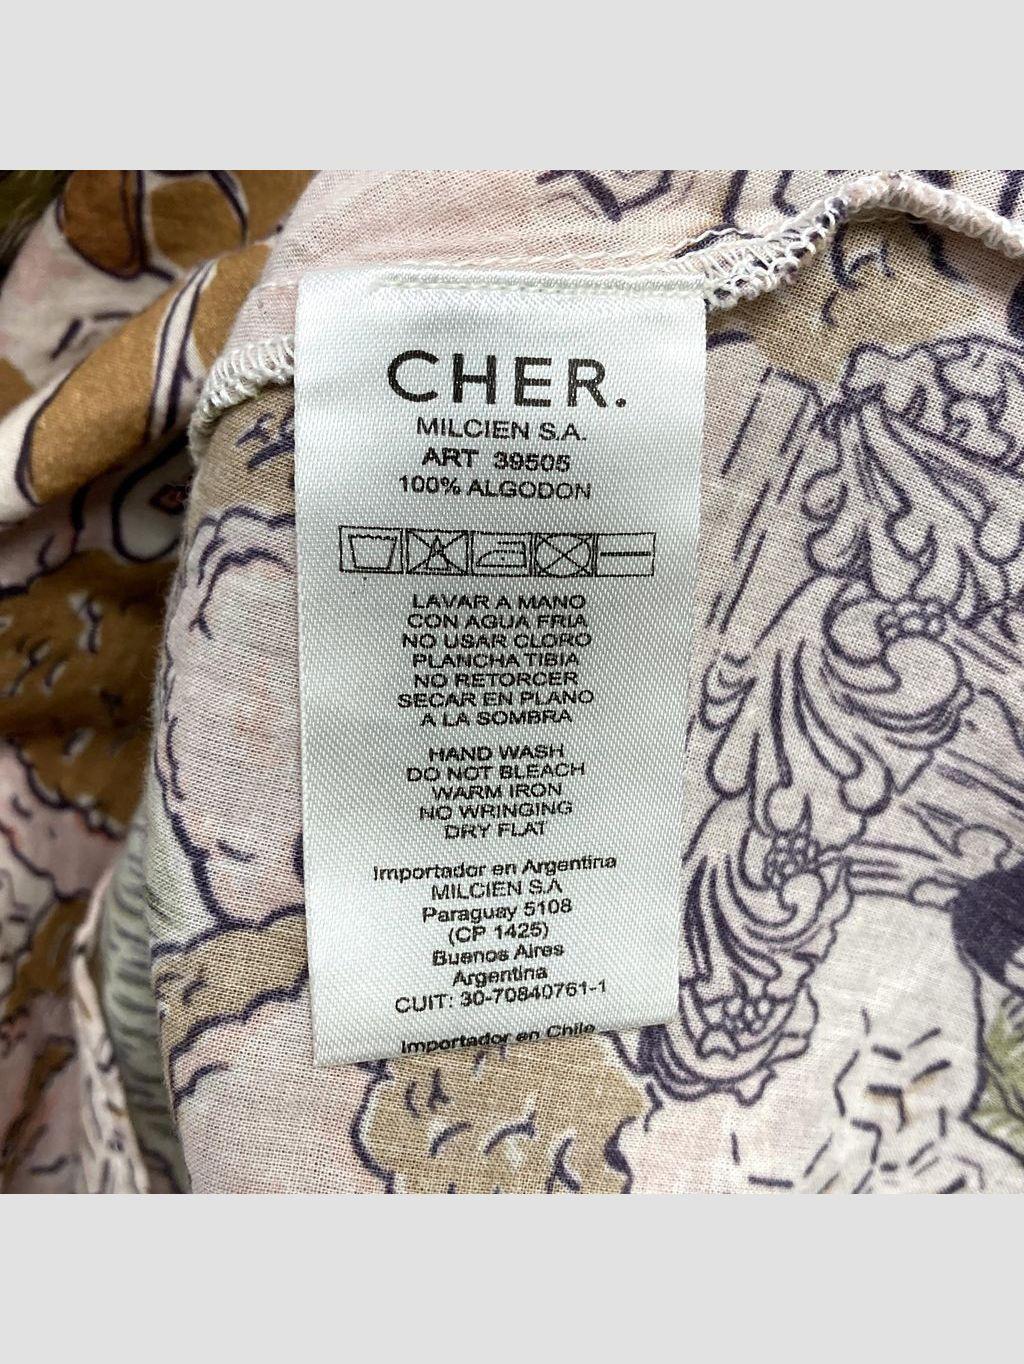 CHER.
MILCIEN S.A.
ART 39505
100% ALGODON
LAVAR A MANO
CON AGUA FRIA
NO USAR CLORO
PLANCHA TIBIA
NO RETORCER
SECAR EN PLANO
A LA SOMBRA
HAND WASH
DO NOT BLEACH
WARM IRON
NO WRINGING
DRY FLAT
Importador en Argentina
MILCIEN S.A
Paraguay 5108
(CP 1425)
Buenos Aires
Argentina
CUIT: 30-70840761-1
Importador en Chile